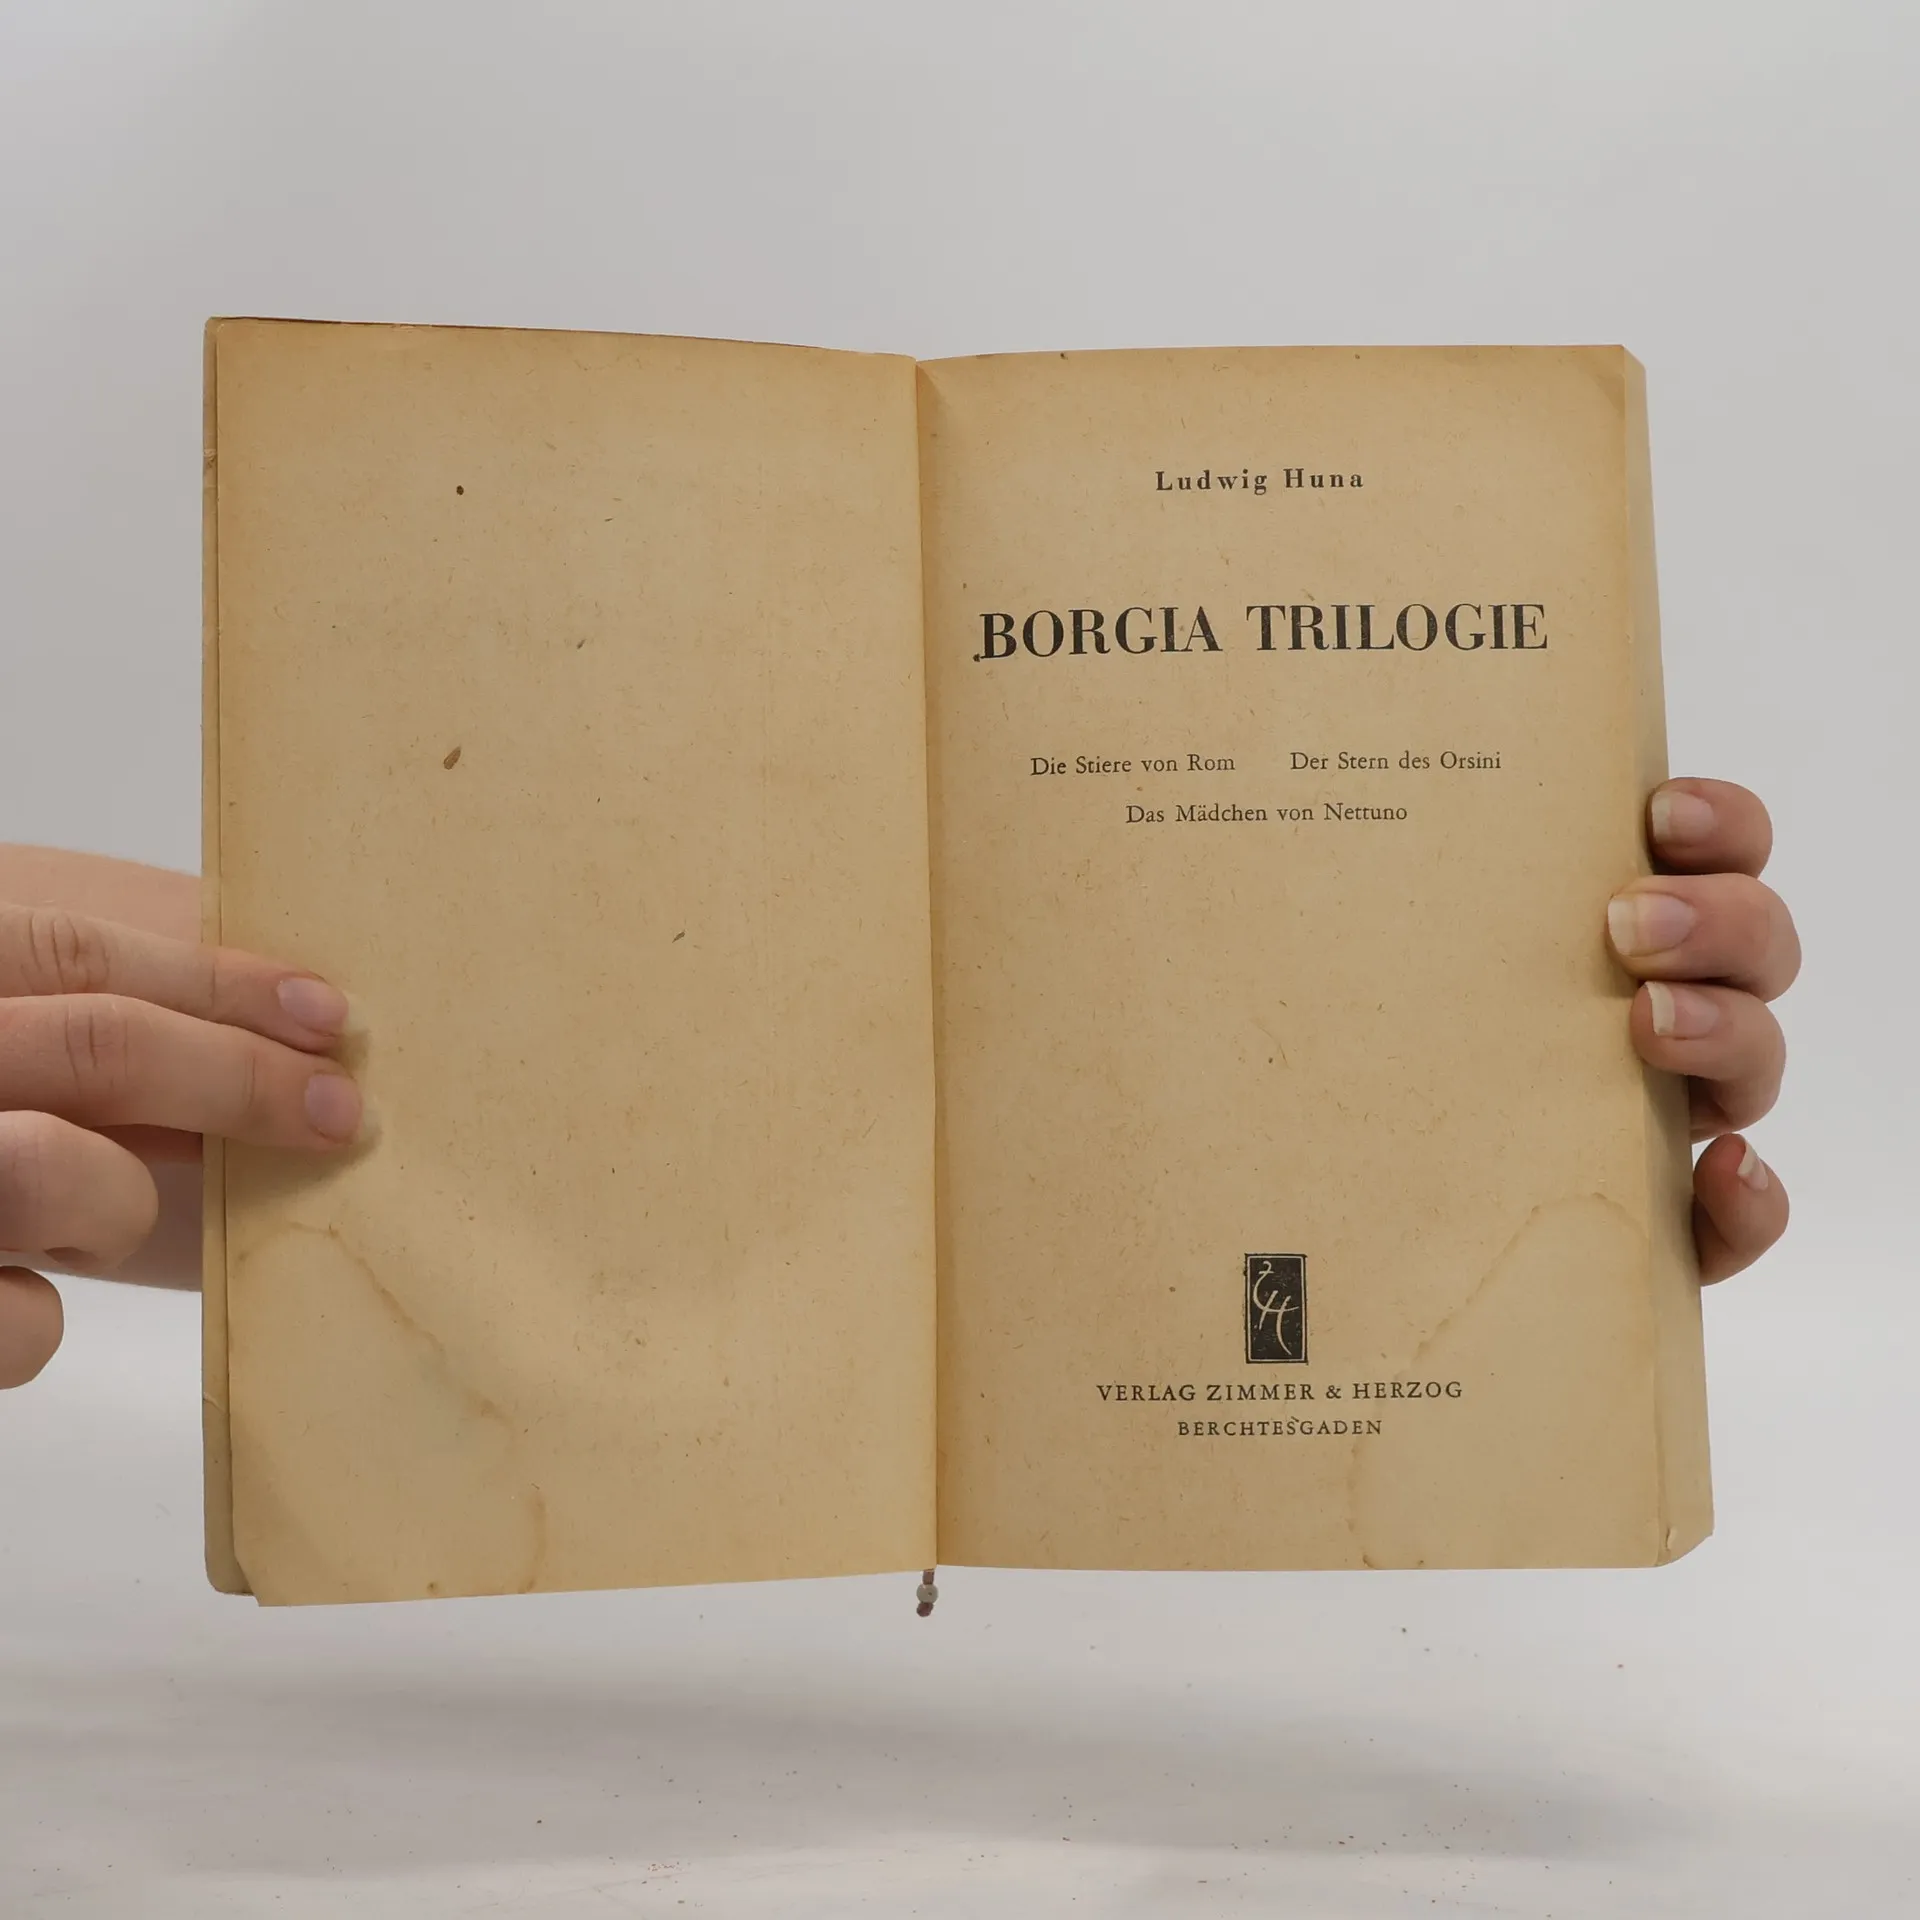 Ludwig Huna
BORGIA TRILOGIE
Die Stiere von Rom Der Stern des Orsini
Das Mädchen von Nettuno
ZH
VERLAG ZIMMER & HERZOG
BERCHTESGADEN